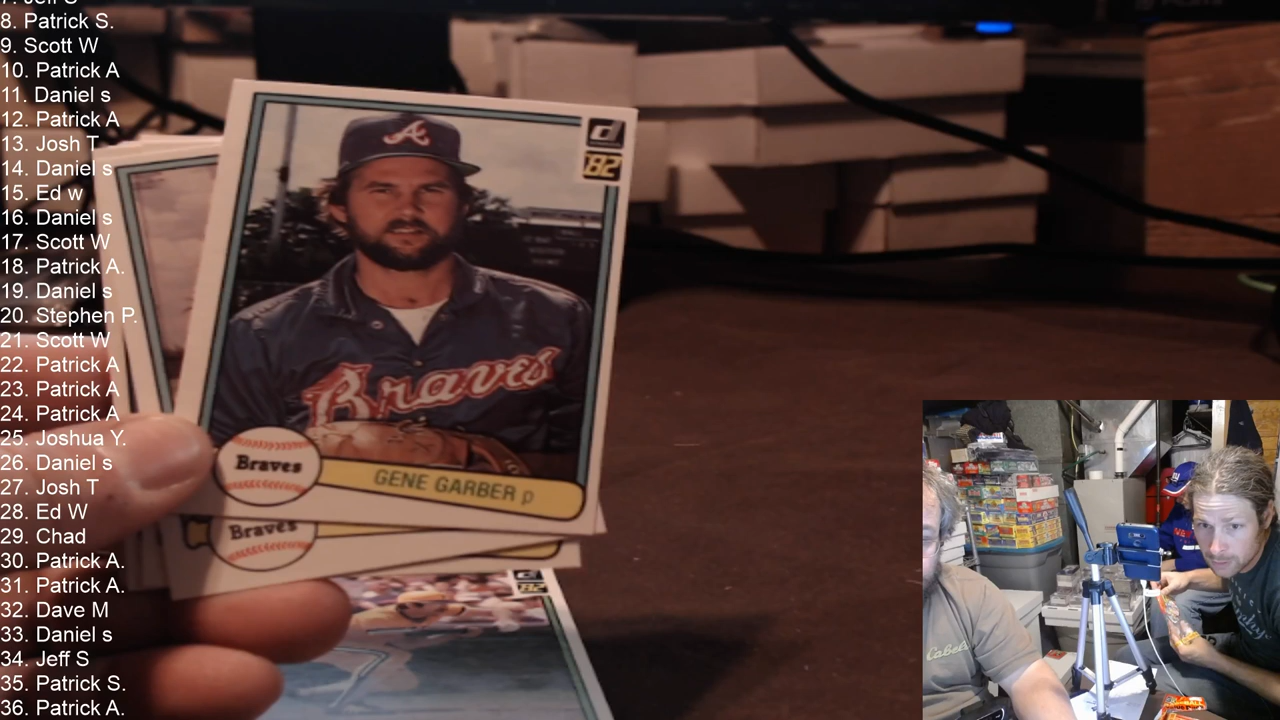 7. Jeff S
8. Patrick S.
9. Scott W
10. Patrick A
11. Daniel s
12. Patrick A
13. Josh T
14. Daniel s
15. Ed w
16. Daniel s
17. Scott W
18. Patrick A.
19. Daniel s
20. Stephen P.
21. Scott W
22. Patrick A
23. Patrick A
24. Patrick A
25. Joshua Y.
26. Daniel s
27. Josh T
28. Ed W
29. Chad
30. Patrick A.
31. Patrick A.
32. Dave M
33. Daniel s
34. Jeff S
35. Patrick S.
36. Patrick A.
A
d
'82
Braves
Braves
GENE GARBER p
Braves
'82
Cabela's